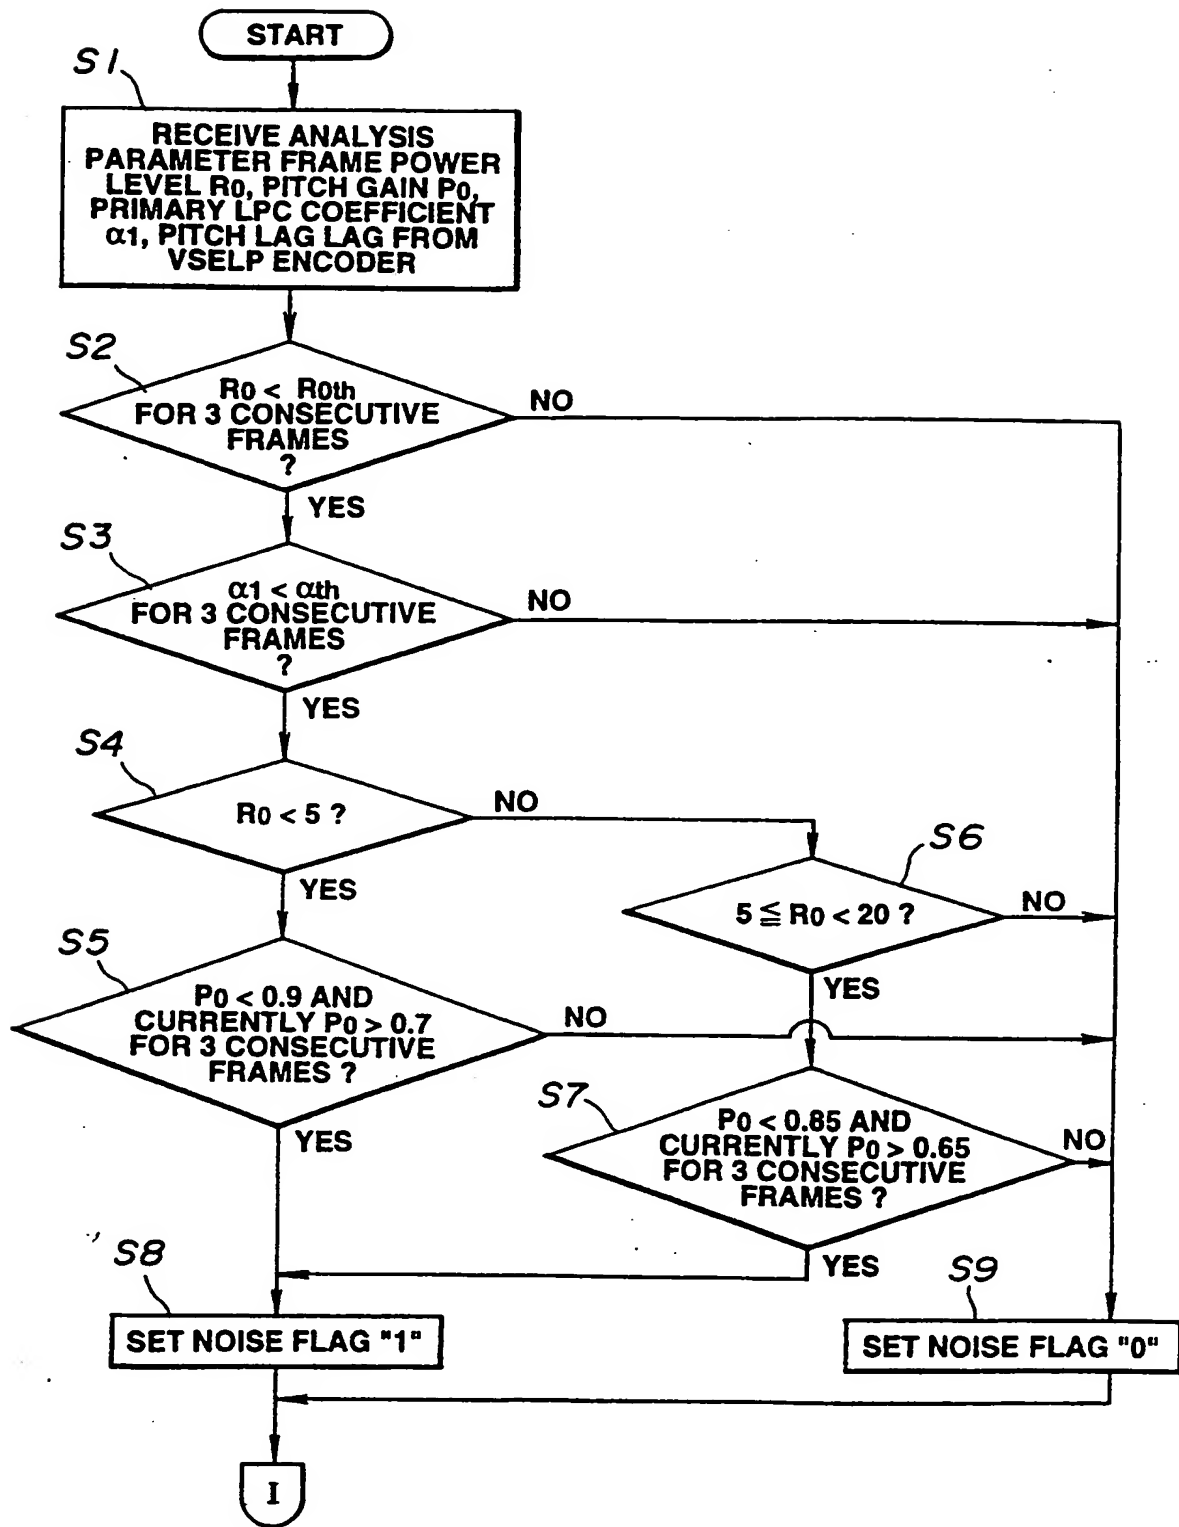 START
S1
RECEIVE ANALYSIS
PARAMETER FRAME POWER
LEVEL R0, PITCH GAIN P0,
PRIMARY LPC COEFFICIENT
α1, PITCH LAG LAG FROM
VSELP ENCODER
S2
R0 < R0th
FOR 3 CONSECUTIVE
FRAMES
?
NO
YES
S3
α1 < αth
FOR 3 CONSECUTIVE
FRAMES
?
NO
YES
S4
R0 < 5 ?
NO
YES
S6
5 ≦ R0 < 20 ?
NO
YES
S5
P0 < 0.9 AND
CURRENTLY P0 > 0.7
FOR 3 CONSECUTIVE
FRAMES ?
NO
YES
S7
P0 < 0.85 AND
CURRENTLY P0 > 0.65
FOR 3 CONSECUTIVE
FRAMES ?
NO
YES
S8
SET NOISE FLAG "1"
S9
SET NOISE FLAG "0"
I